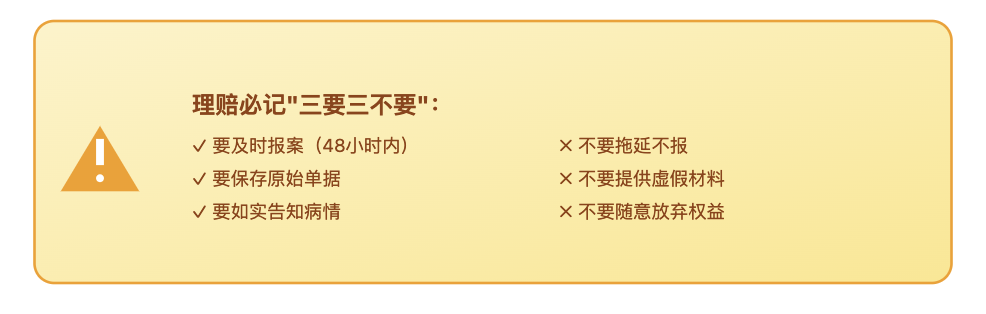 理赔必记"三要三不要"：
✓ 要及时报案（48小时内）
✕ 不要拖延不报
✓ 要保存原始单据
✕ 不要提供虚假材料
✓ 要如实告知病情
✕ 不要随意放弃权益